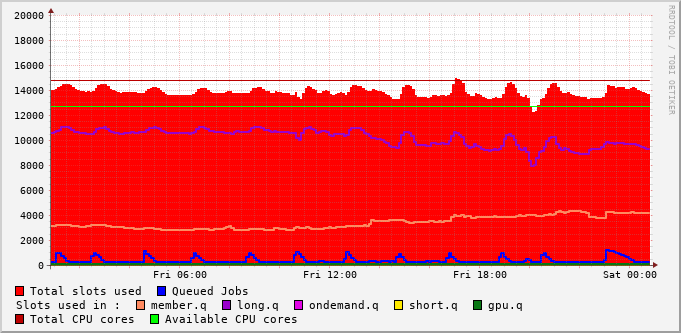 RRDTOOL / TOBI OETIKER
20000
18000
16000
14000
12000
10000
8000
6000
4000
2000
0
Fri 06:00 Fri 12:00 Fri 18:00 Sat 00:00
Total slots used Queued Jobs
Slots used in : member.q long.q ondemand.q short.q gpu.q
Total CPU cores Available CPU cores